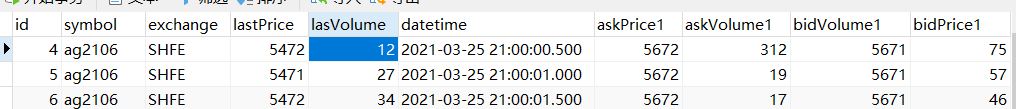 id symbol exchange lastPrice lasVolume datetime askPrice1 askVolume1 bidVolume1 bidPrice1
4 ag2106 SHFE 5472 12 2021-03-25 21:00:00.500 5672 312 5671 75
5 ag2106 SHFE 5471 27 2021-03-25 21:00:01.000 5672 19 5671 57
6 ag2106 SHFE 5472 34 2021-03-25 21:00:01.500 5672 17 5671 46